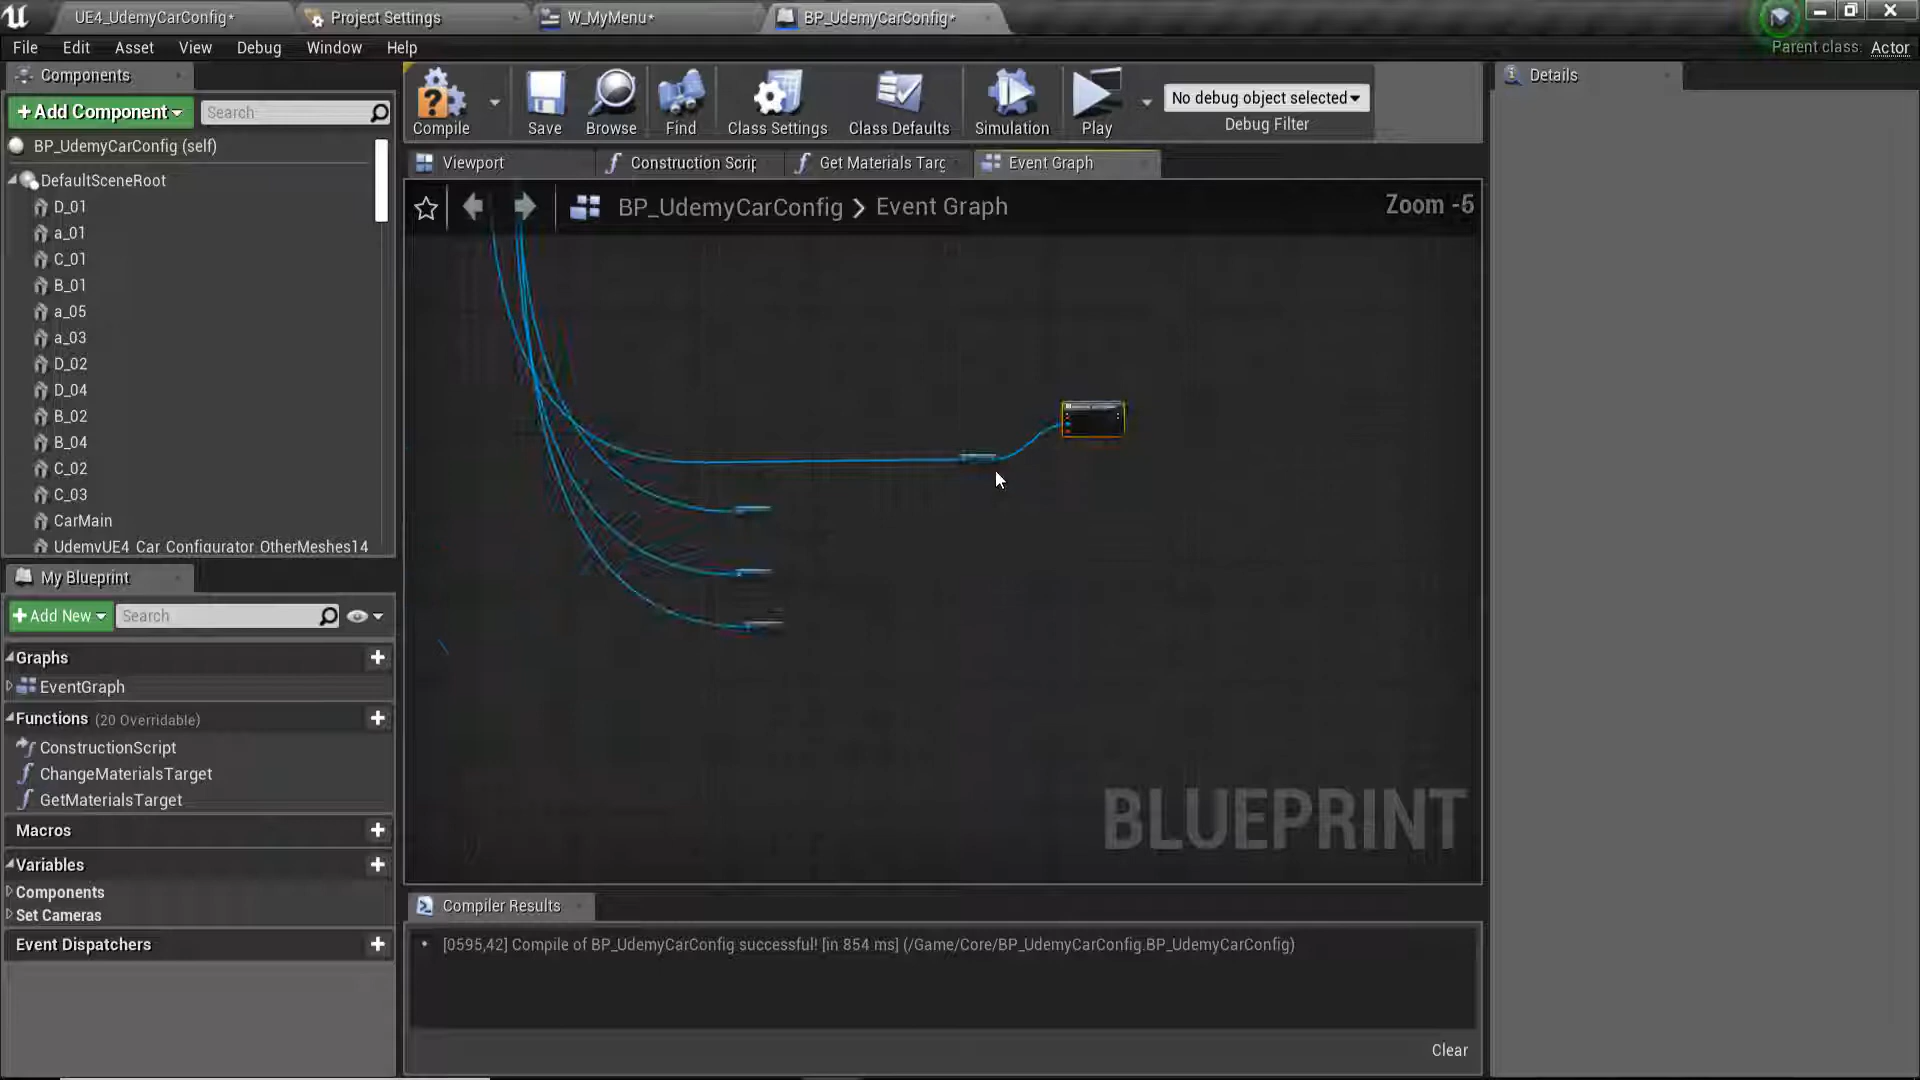 UE4_UdemyCarConfig*
Project Settings
W_MyMenu*
BP_UdemyCarConfig*
File
Edit
Asset
View
Debug
Window
Help
Parent class: Actor
Components
+Add Component
Search
BP_UdemyCarConfig (self)
DefaultSceneRoot
D_01
a_01
C_01
B_01
a_05
a_03
D_02
D_04
B_02
B_04
C_02
C_03
CarMain
UdemyUE4_Car_Configurator_OtherMeshes14
Compile
Save
Browse
Find
Class Settings
Class Defaults
Simulation
Play
No debug object selected
Debug Filter
Details
Viewport
Construction Scrip
Get Materials Targ
Event Graph
BP_UdemyCarConfig > Event Graph
Zoom -5
BLUEPRINT
My Blueprint
+Add New
Search
Graphs
EventGraph
Functions (20 Overridable)
ConstructionScript
ChangeMaterialsTarget
GetMaterialsTarget
Macros
Variables
Components
Set Cameras
Event Dispatchers
Compiler Results
• [0595,42] Compile of BP_UdemyCarConfig successful! [in 854 ms] (/Game/Core/BP_UdemyCarConfig.BP_UdemyCarConfig)
Clear